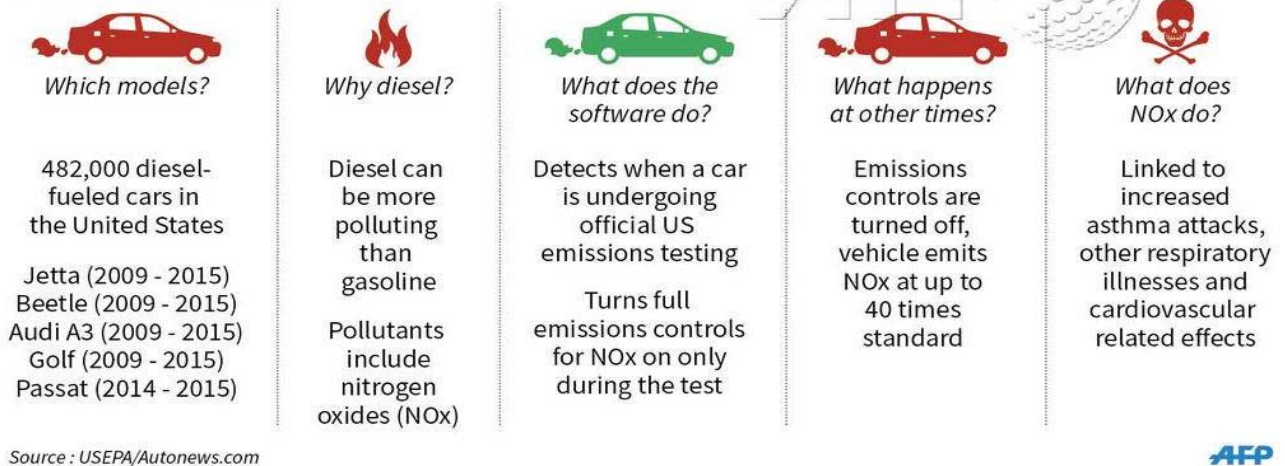 Which models?
482,000 diesel-
fueled cars in
the United States
Jetta (2009 - 2015)
Beetle (2009 - 2015)
Audi A3 (2009 - 2015)
Golf (2009 - 2015)
Passat (2014 - 2015)
Why diesel?
Diesel can
be more
polluting
than
gasoline
Pollutants
include
nitrogen
oxides (NOx)
What does the
software do?
Detects when a car
is undergoing
official US
emissions testing
Turns full
emissions controls
for NOx on only
during the test
What happens
at other times?
Emissions
controls are
turned off,
vehicle emits
NOx at up to
40 times
standard
What does
NOx do?
Linked to
increased
asthma attacks,
other respiratory
illnesses and
cardiovascular
related effects
Source : USEPA/Autonews.com
AFP